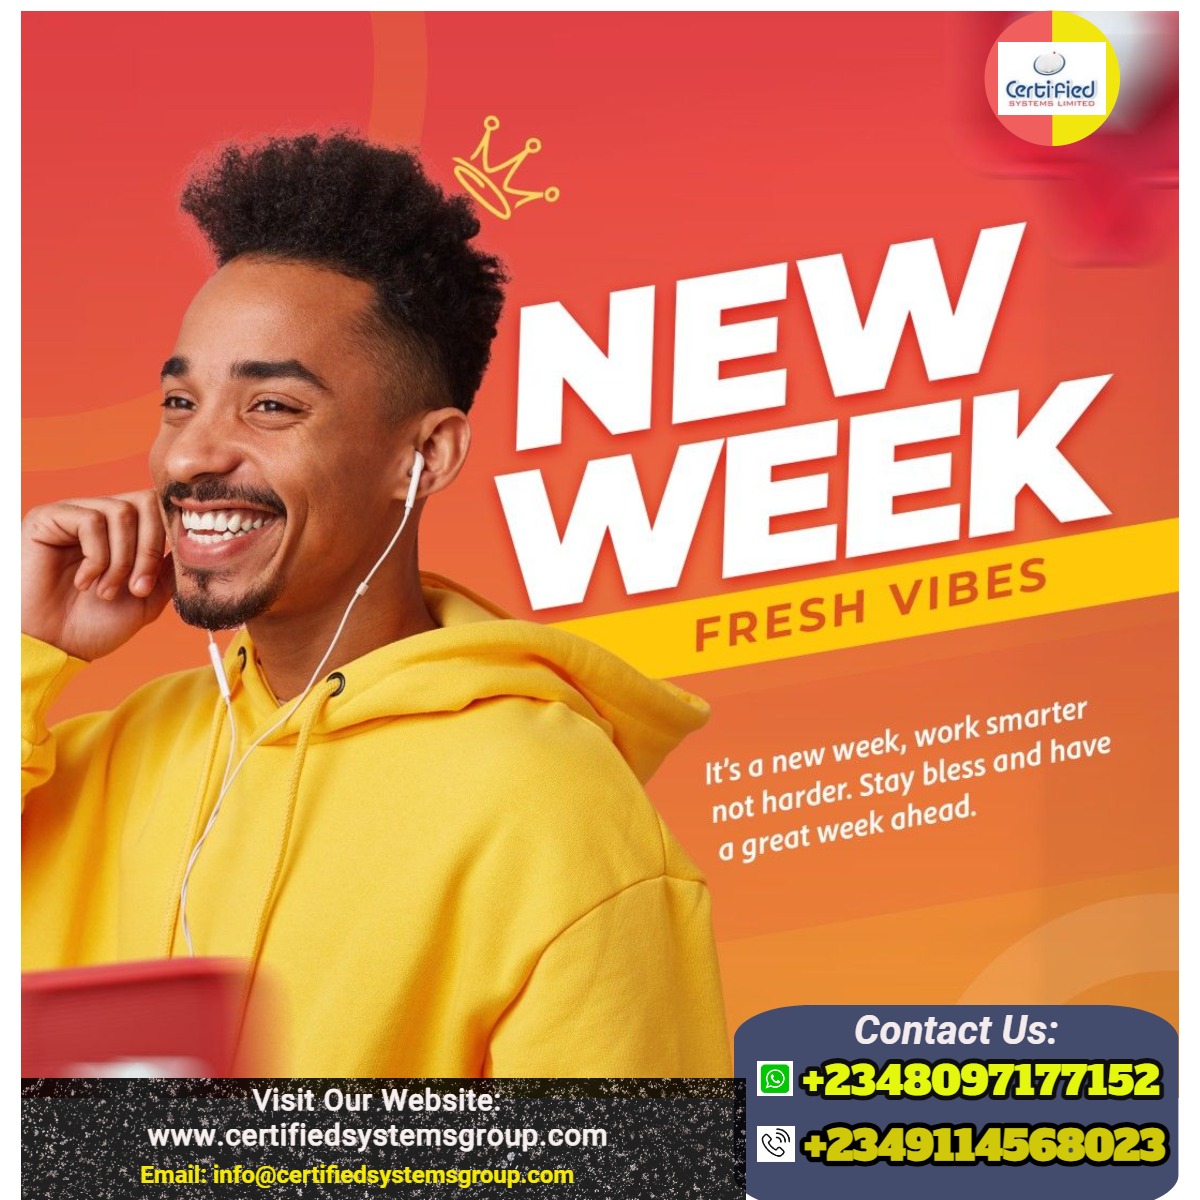 Certified
SYSTEMS LIMITED
NEW
WEEK
FRESH VIBES
It's a new week, work smarter
not harder. Stay bless and have
a great week ahead.
Contact Us:
+2348097177152
+2349114568023
Visit Our Website:
www.certifiedsystemsgroup.com
Email: info@certifiedsystemsgroup.com